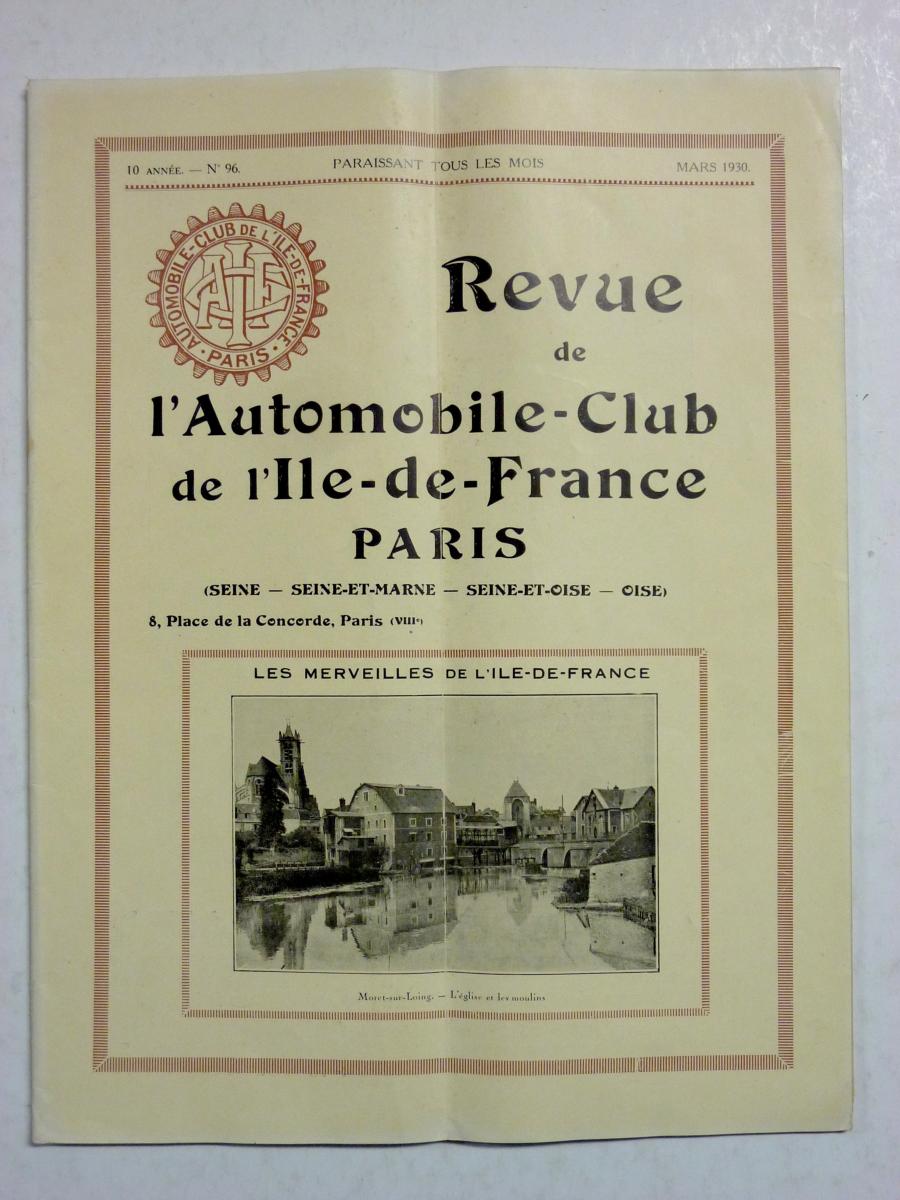 10 ANNÉE. — N° 96.
PARAISSANT TOUS LES MOIS
MARS 1930.
AUTOMOBILE-CLUB DE L'ILE-DE-FRANCE
• PARIS •
ACIF
Revue
de
l'Automobile-Club
de l'Ile-de-France
PARIS
(SEINE — SEINE-ET-MARNE — SEINE-ET-OISE — OISE)
8, Place de la Concorde, Paris (VIIIe)
LES MERVEILLES DE L'ILE-DE-FRANCE
Moret-sur-Loing. — L'église et les moulins